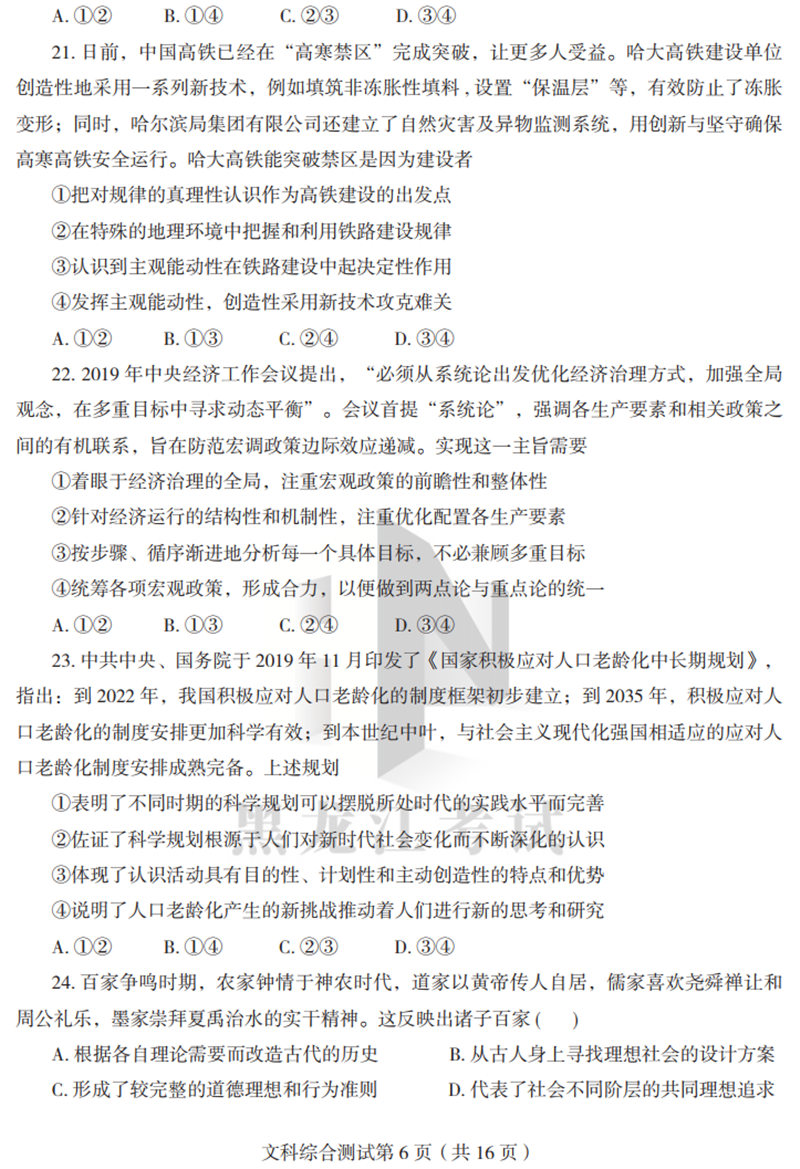 A. ①② B. ①④ C. ②③ D. ③④
21. 日前，中国高铁已经在“高寒禁区”完成突破，让更多人受益。哈大高铁建设单位
创造性地采用一系列新技术，例如填筑非冻胀性填料，设置“保温层”等，有效防止了冻胀
变形；同时，哈尔滨局集团有限公司还建立了自然灾害及异物监测系统，用创新与坚守确保
高寒高铁安全运行。哈大高铁能突破禁区是因为建设者
①把对规律的真理性认识作为高铁建设的出发点
②在特殊的地理环境中把握和利用铁路建设规律
③认识到主观能动性在铁路建设中起决定性作用
④发挥主观能动性，创造性采用新技术攻克难关
A. ①② B. ①③ C. ②④ D. ③④
22. 2019 年中央经济工作会议提出，“必须从系统论出发优化经济治理方式，加强全局
观念，在多重目标中寻求动态平衡”。会议首提“系统论”，强调各生产要素和相关政策之
间的有机联系，旨在防范宏调政策边际效应递减。实现这一主旨需要
①着眼于经济治理的全局，注重宏观政策的前瞻性和整体性
②针对经济运行的结构性和机制性，注重优化配置各生产要素
③按步骤、循序渐进地分析每一个具体目标，不必兼顾多重目标
④统筹各项宏观政策，形成合力，以便做到两点论与重点论的统一
A. ①② B. ①③ C. ②④ D. ③④
23. 中共中央、国务院于 2019 年 11 月印发了《国家积极应对人口老龄化中长期规划》，
指出：到 2022 年，我国积极应对人口老龄化的制度框架初步建立；到 2035 年，积极应对人
口老龄化的制度安排更加科学有效；到本世纪中叶，与社会主义现代化强国相适应的应对人
口老龄化制度安排成熟完备。上述规划
①表明了不同时期的科学规划可以摆脱所处时代的实践水平而完善
②佐证了科学规划根源于人们对新时代社会变化而不断深化的认识
③体现了认识活动具有目的性、计划性和主动创造性的特点和优势
④说明了人口老龄化产生的新挑战推动着人们进行新的思考和研究
A. ①② B. ①④ C. ②③ D. ③④
24. 百家争鸣时期，农家钟情于神农时代，道家以黄帝传人自居，儒家喜欢尧舜禅让和
周公礼乐，墨家崇拜夏禹治水的实干精神。这反映出诸子百家（ ）
A. 根据各自理论需要而改造古代的历史 B. 从古人身上寻找理想社会的设计方案
C. 形成了较完整的道德理想和行为准则 D. 代表了社会不同阶层的共同理想追求
文科综合测试第 6 页（共 16 页）
黑龙江考试